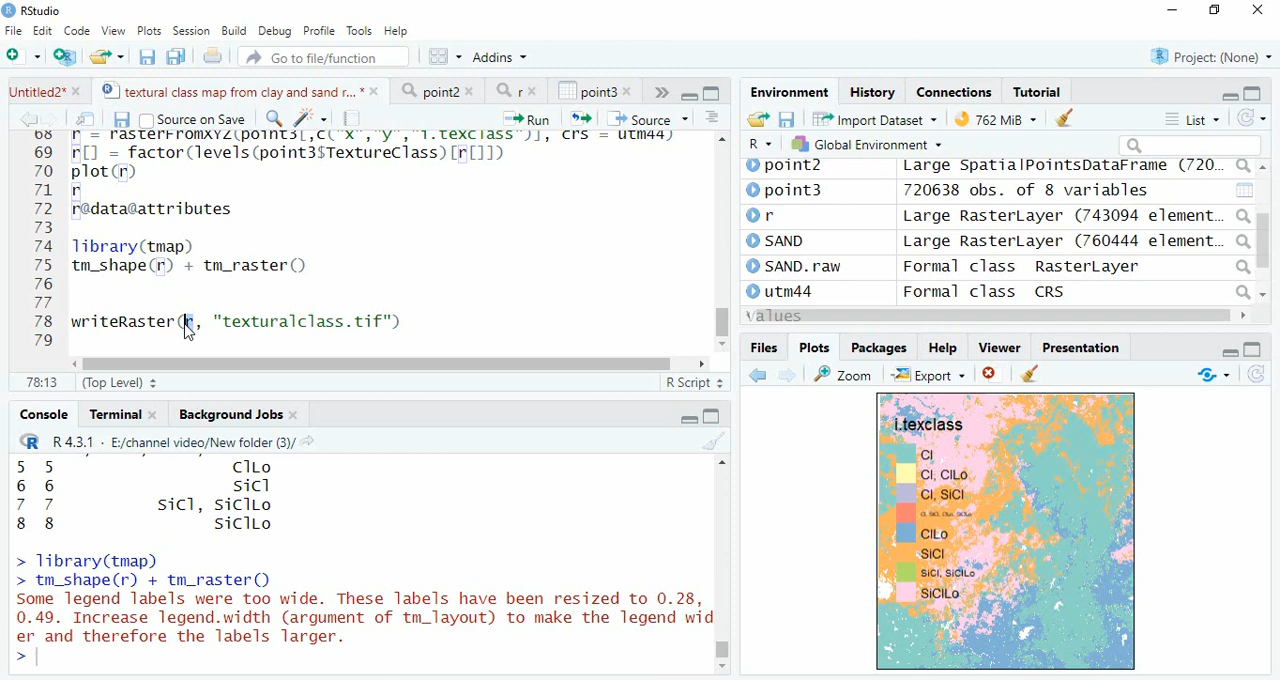 RStudio
File Edit Code View Plots Session Build Debug Profile Tools Help
Go to file/function Addins Project: (None)
Untitled2* textural class map from clay and sand r... * point2 r point3
Source on Save Run Source
68 r = rasterFromXYZ(point3[,c("x","y","i.texclass")], crs = utm44)
69 r[] = factor(levels(point3$TextureClass)[r[]])
70 plot(r)
71 r
72 r@data@attributes
73
74 library(tmap)
75 tm_shape(r) + tm_raster()
76
77
78 writeRaster(r, "texturalclass.tif")
79
78:13 (Top Level) R Script
Console Terminal Background Jobs
R 4.3.1 · E:/channel video/New folder (3)/
5 5 ClLo
6 6 SiCl
7 7 SiCl, SiClLo
8 8 SiClLo
> library(tmap)
> tm_shape(r) + tm_raster()
Some legend labels were too wide. These labels have been resized to 0.28,
0.49. Increase legend.width (argument of tm_layout) to make the legend wid
er and therefore the labels larger.
>
Environment History Connections Tutorial
Import Dataset 762 MiB List
R Global Environment
point2 Large SpatialPointsDataFrame (720...
point3 720638 obs. of 8 variables
r Large RasterLayer (743094 element...
SAND Large RasterLayer (760444 element...
SAND.raw Formal class RasterLayer
utm44 Formal class CRS
Values
Files Plots Packages Help Viewer Presentation
Zoom Export
i.texclass
Cl
Cl, ClLo
Cl, SiCl
ClLo
SiCl
SiCl, SiClLo
SiClLo